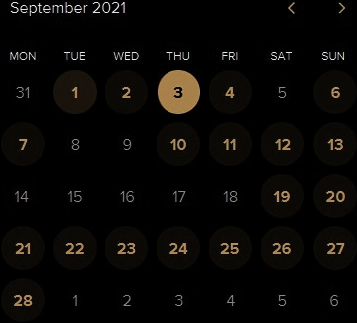 September 2021
MON TUE WED THU FRI SAT SUN
31 1 2 3 4 5 6
7 8 9 10 11 12 13
14 15 16 17 18 19 20
21 22 23 24 25 26 27
28 1 2 3 4 5 6